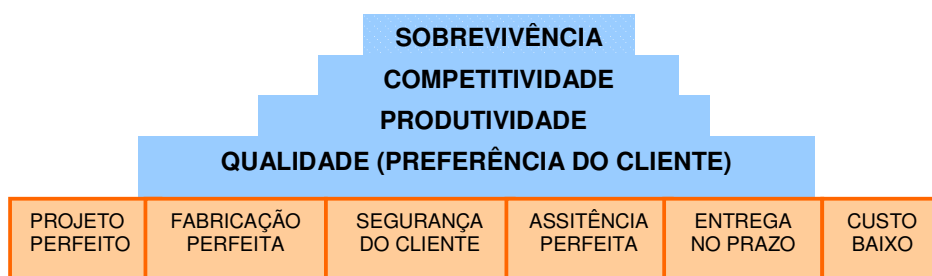 SOBREVIVÊNCIA
COMPETITIVIDADE
PRODUTIVIDADE
QUALIDADE (PREFERÊNCIA DO CLIENTE)
PROJETO
PERFEITO
FABRICAÇÃO
PERFEITA
SEGURANÇA
DO CLIENTE
ASSITÊNCIA
PERFEITA
ENTREGA
NO PRAZO
CUSTO
BAIXO